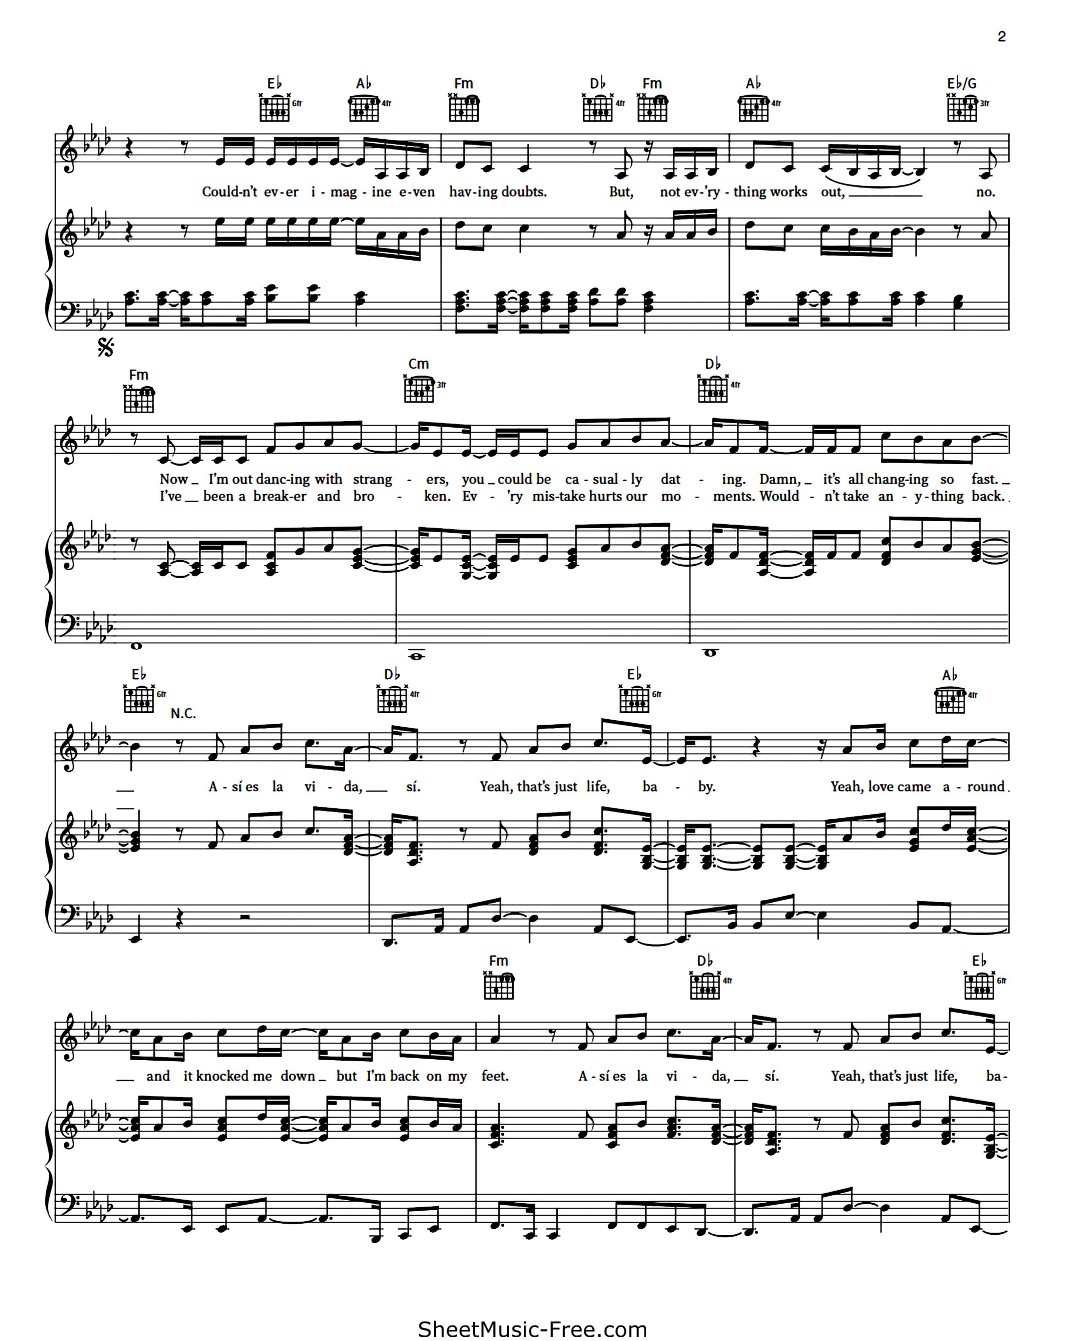 2
E♭ A♭ Fm D♭ Fm A♭ E♭/G
6fr 4fr 4fr 4fr 3fr
Could-n't ev-er i - mag - ine e-ven hav-ing doubts. But, not ev-'ry - thing works out, no.
Fm Cm D♭
3fr 4fr
Now I'm out danc-ing with strang - ers, you could be ca - su-al - ly dat - ing. Damn, it's all chang-ing so fast.
I've been a break-er and bro - ken. Ev - 'ry mis-take hurts our mo - ments. Would - n't take an - y-thing back.
E♭ D♭ E♭ A♭
6fr 4fr 6fr 4fr
N.C.
A - sí es la vi - da, sí. Yeah, that's just life, ba - by. Yeah, love came a - round
Fm D♭ E♭
4fr 6fr
and it knocked me down but I'm back on my feet. A - sí es la vi - da, sí. Yeah, that's just life, ba-
SheetMusic-Free.com